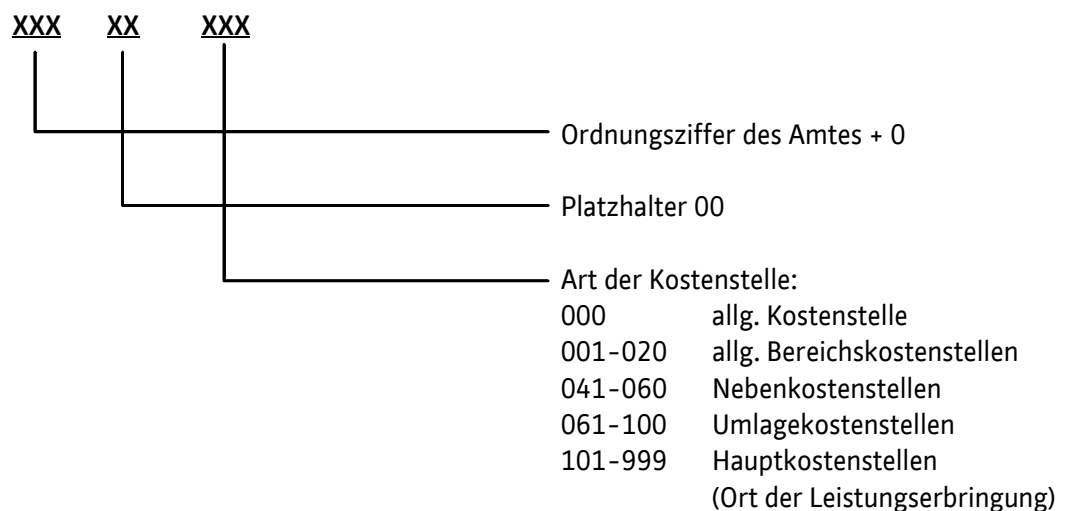 XXX XX XXX
Ordnungsziffer des Amtes + 0
Platzhalter 00
Art der Kostenstelle:
000 allg. Kostenstelle
001-020 allg. Bereichskostenstellen
041-060 Nebenkostenstellen
061-100 Umlagekostenstellen
101-999 Hauptkostenstellen
(Ort der Leistungserbringung)